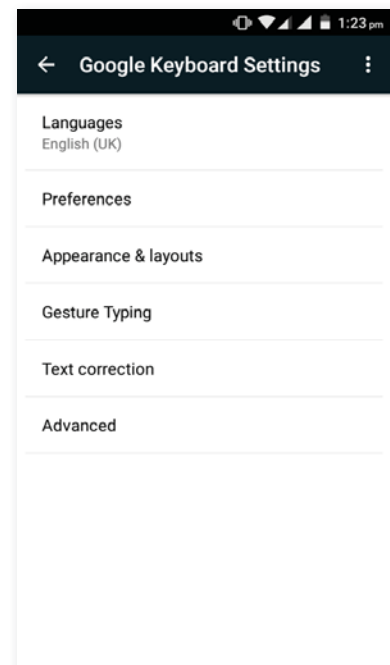 1:23 pm
Google Keyboard Settings
Languages
English (UK)
Preferences
Appearance & layouts
Gesture Typing
Text correction
Advanced